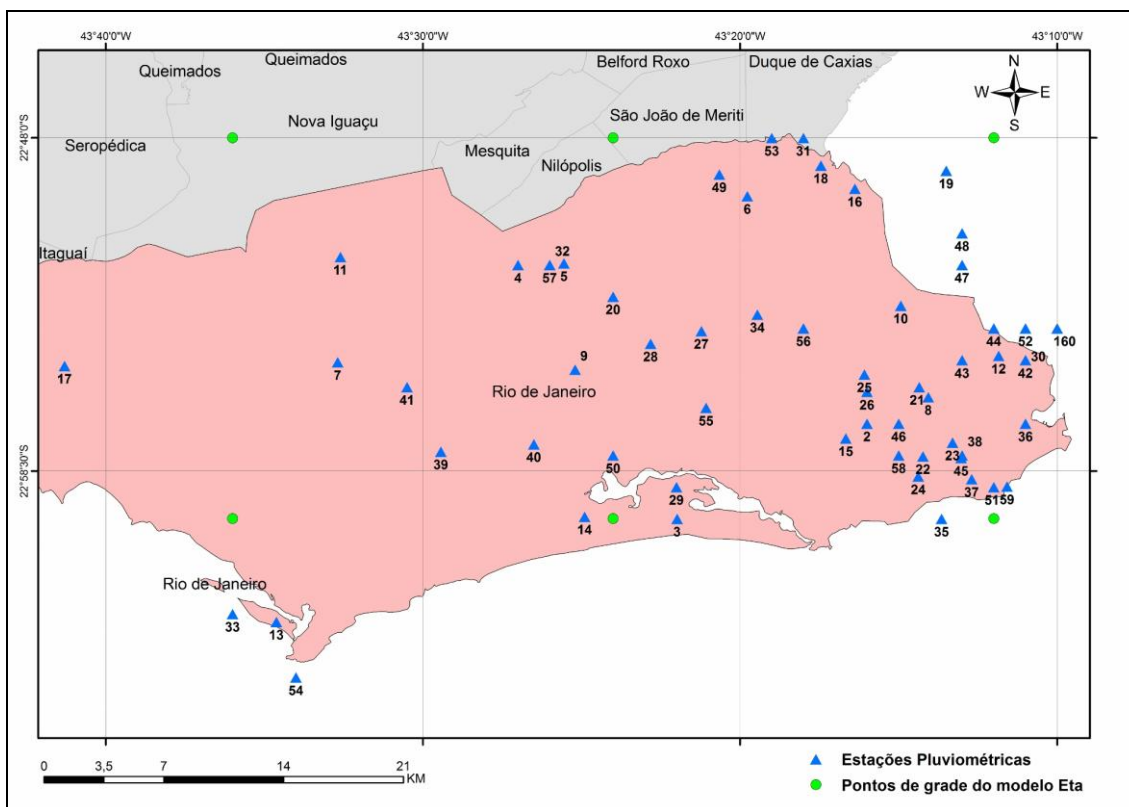 43°40'0"W 43°30'0"W 43°20'0"W 43°10'0"W
Queimados Queimados Belford Roxo Duque de Caxias
N
W E
S
Nova Iguaçu São João de Meriti
22°48'0"S
Seropédica Mesquita
Nilópolis
53 31
18
49 19
6 16
48
Itaguaí 32
11 4 57 5 47
20
10
34 56 44 52 160
27
28 9 12 30
17 7 43 42
25
41 Rio de Janeiro 26 21
8
55
2 46 36
15 38
23
39 40 50 58 22 45
22°58'30"S
24 37
29 51 59
14 3 35
Rio de Janeiro
33 13
54
0 3,5 7 14 21
KM
Estações Pluviométricas
Pontos de grade do modelo Eta